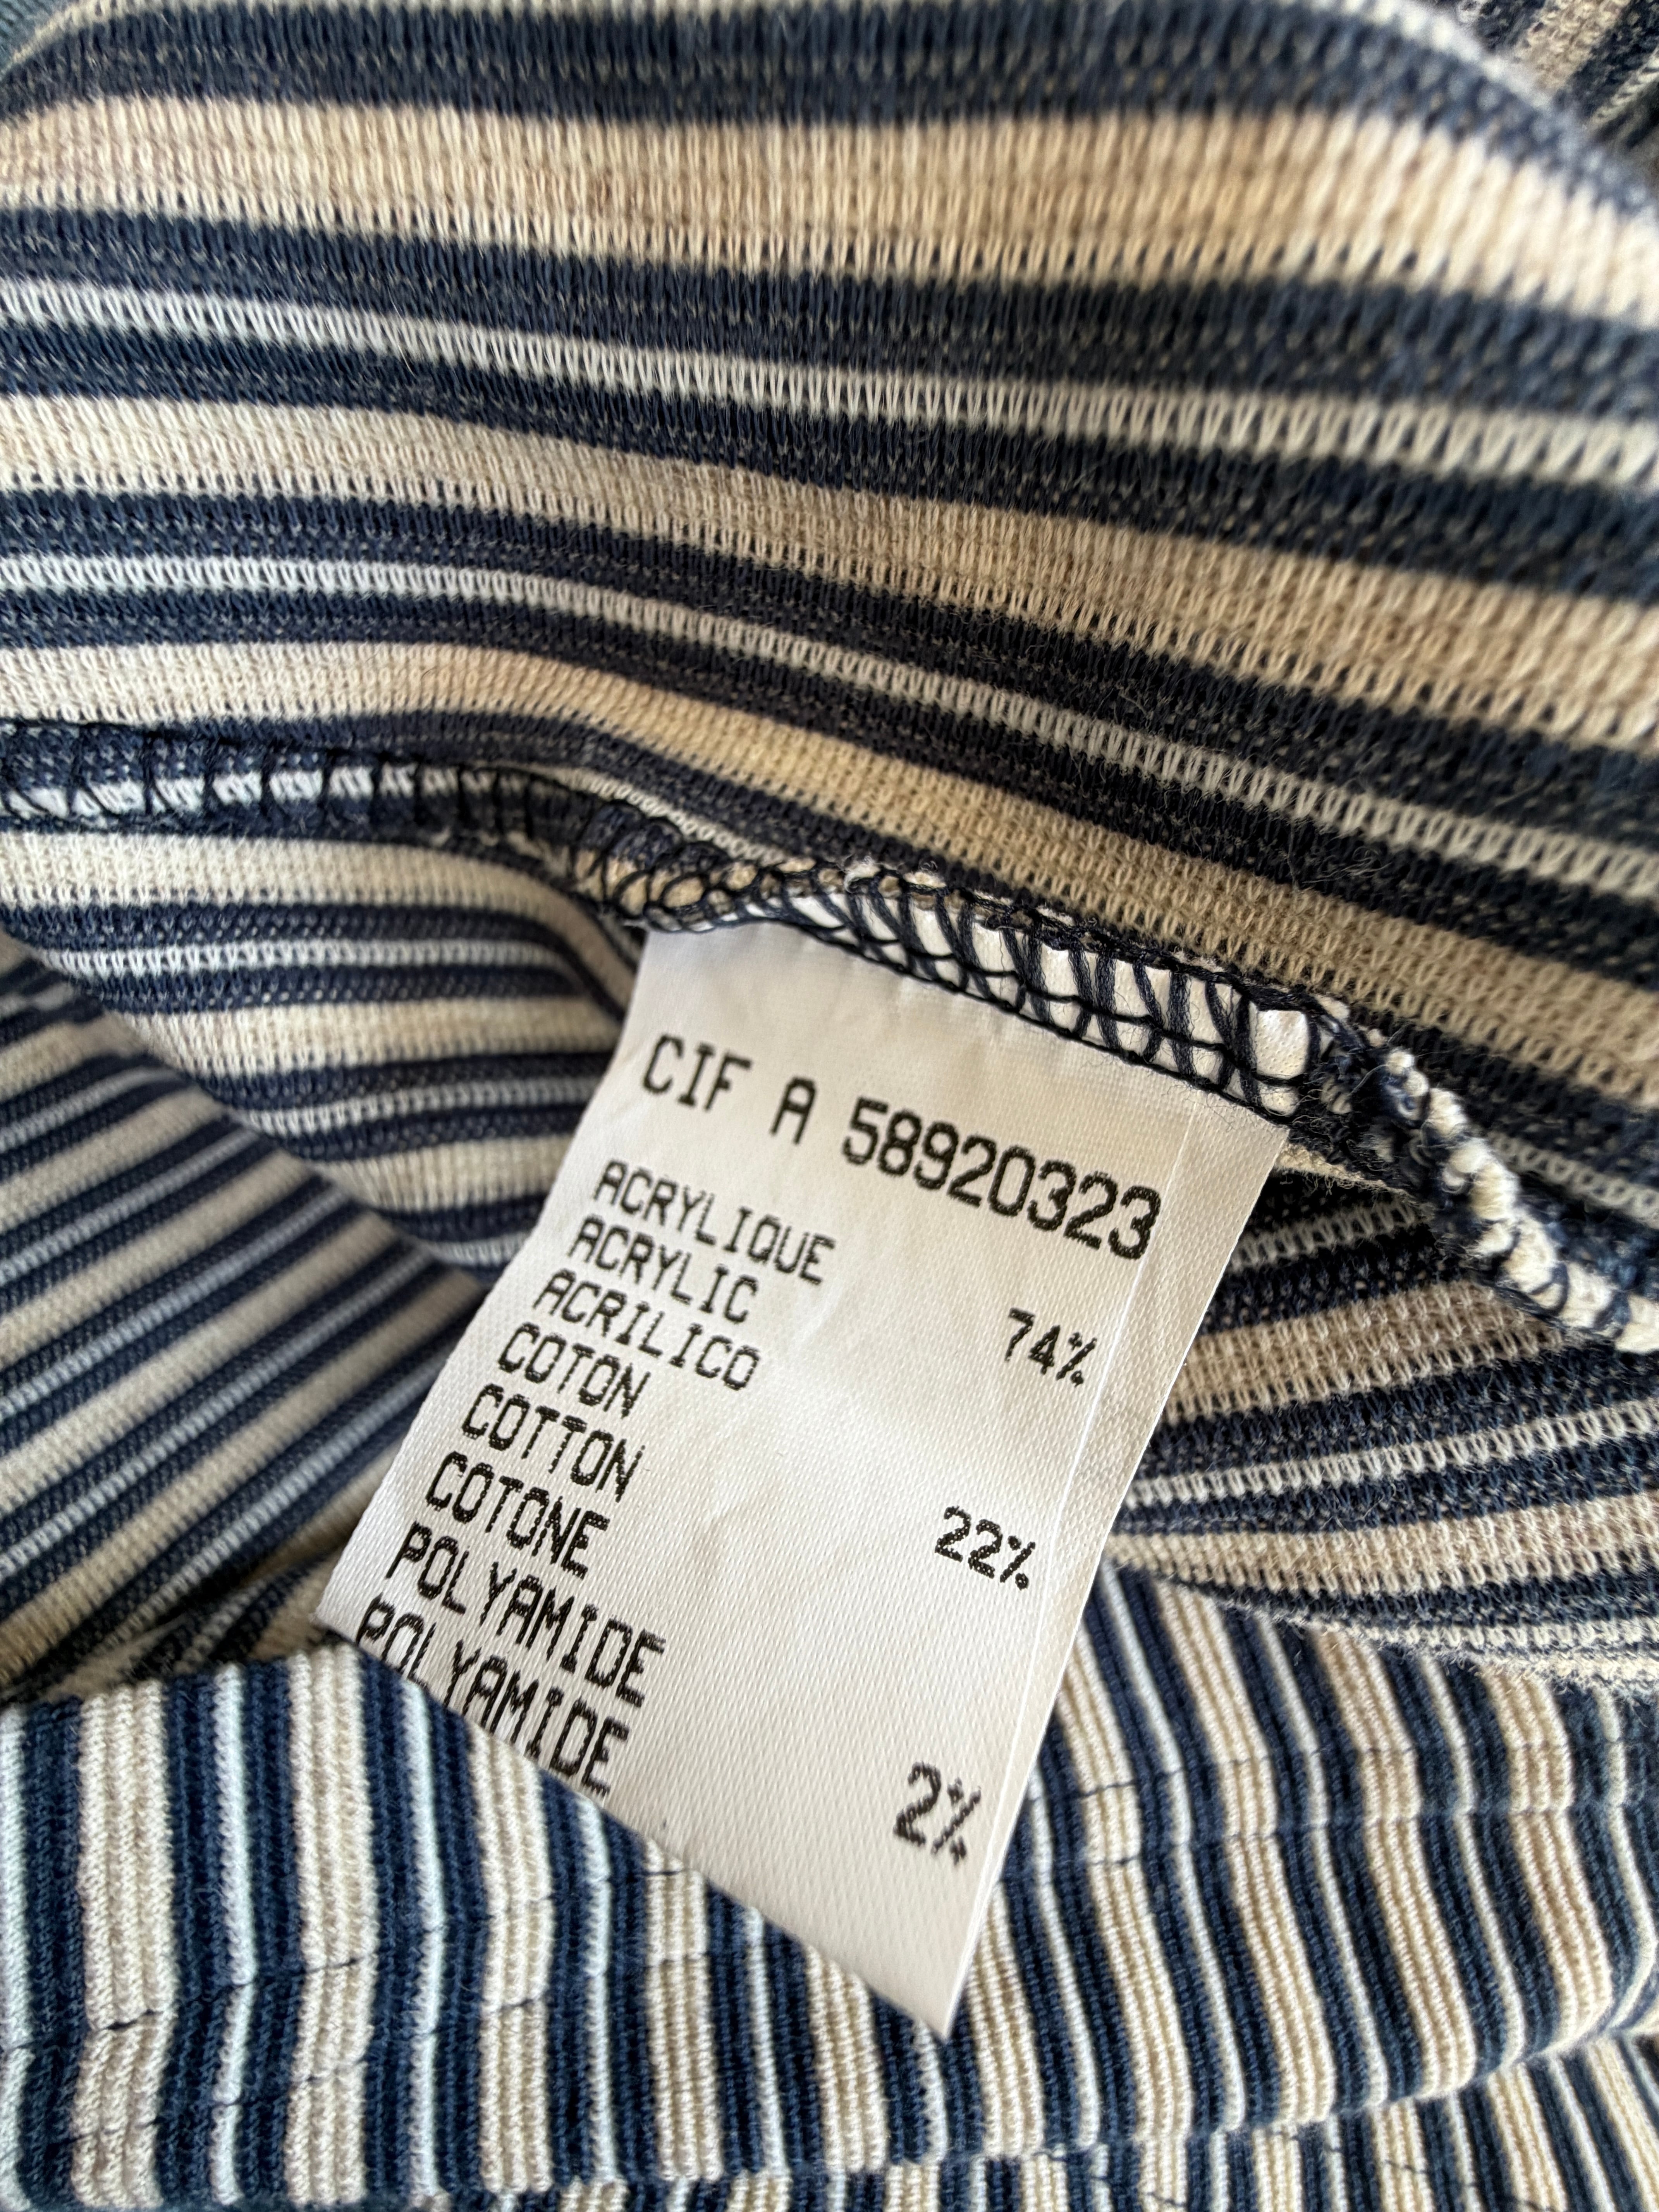 CIF A 58920323
ACRYLIQUE
ACRYLIC
ACRILICO 74%
COTON
COTTON
COTONE 22%
POLYAMIDE
POLYAMIDE
2%